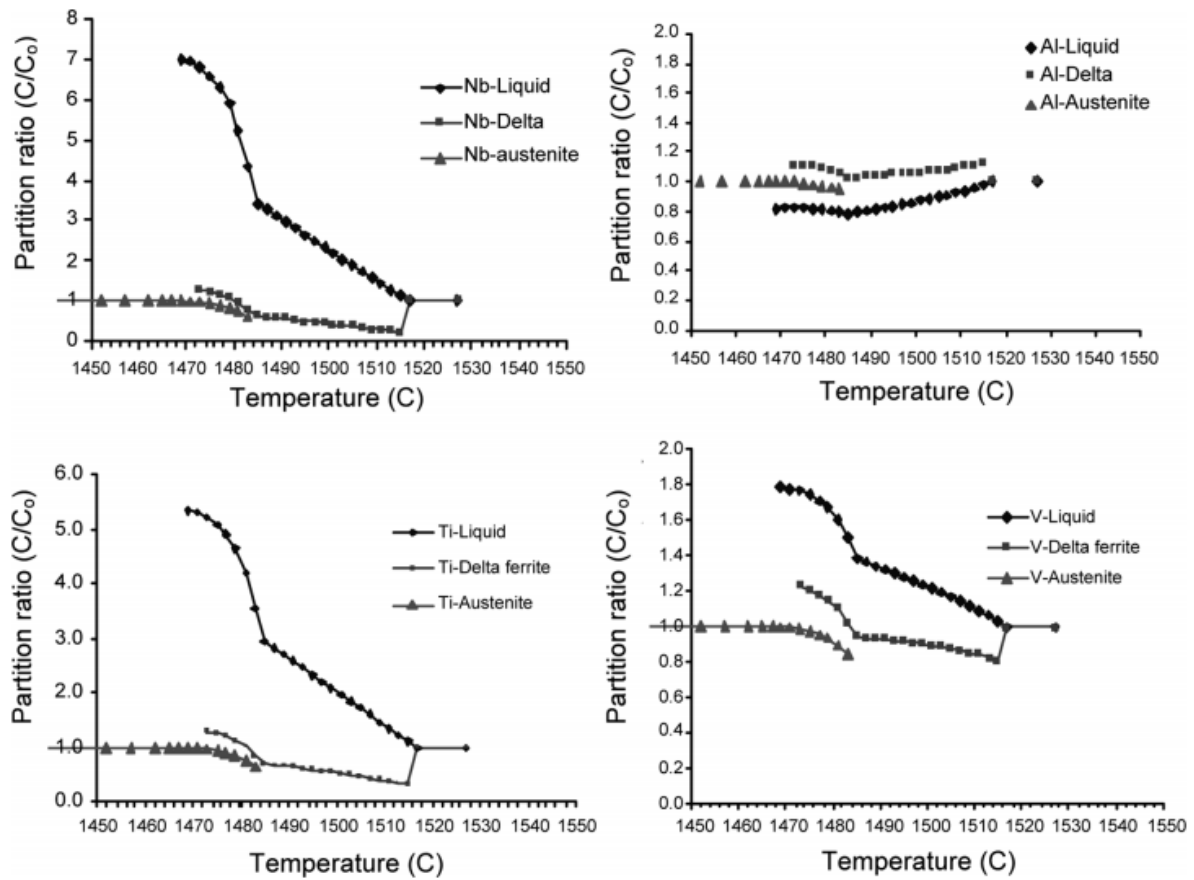 8
7
6
5
4
3
2
1
0
Partition ratio (C/C₀)
Nb-Liquid
Nb-Delta
Nb-austenite
1450 1460 1470 1480 1490 1500 1510 1520 1530 1540 1550
Temperature (C)
2.0
1.8
1.6
1.4
1.2
1.0
0.8
0.6
0.4
0.2
0.0
Partition ratio (C/C₀)
Al-Liquid
Al-Delta
Al-Austenite
1450 1460 1470 1480 1490 1500 1510 1520 1530 1540 1550
Temperature (C)
6.0
5.0
4.0
3.0
2.0
1.0
0.0
Partition ratio (C/C₀)
Ti-Liquid
Ti-Delta ferrite
Ti-Austenite
1450 1460 1470 1480 1490 1500 1510 1520 1530 1540 1550
Temperature (C)
2.0
1.8
1.6
1.4
1.2
1.0
0.8
0.6
0.4
0.2
0.0
Partition ratio (C/C₀)
V-Liquid
V-Delta ferrite
V-Austenite
1450 1460 1470 1480 1490 1500 1510 1520 1530 1540 1550
Temperature (C)